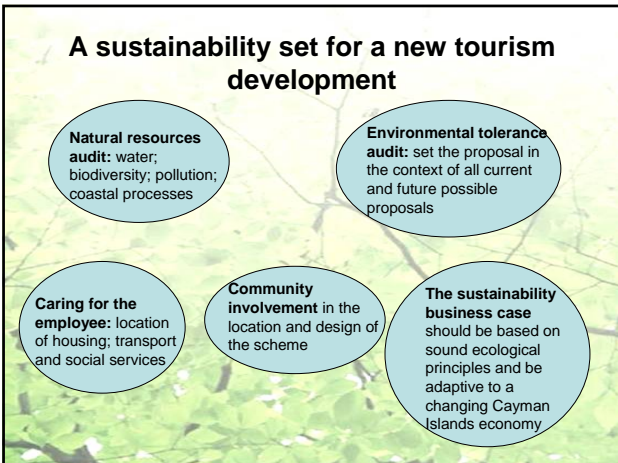 A sustainability set for a new tourism
development
Natural resources
audit: water;
biodiversity; pollution;
coastal processes
Environmental tolerance
audit: set the proposal in
the context of all current
and future possible
proposals
Caring for the
employee: location
of housing; transport
and social services
Community
involvement in the
location and design of
the scheme
The sustainability
business case
should be based on
sound ecological
principles and be
adaptive to a
changing Cayman
Islands economy